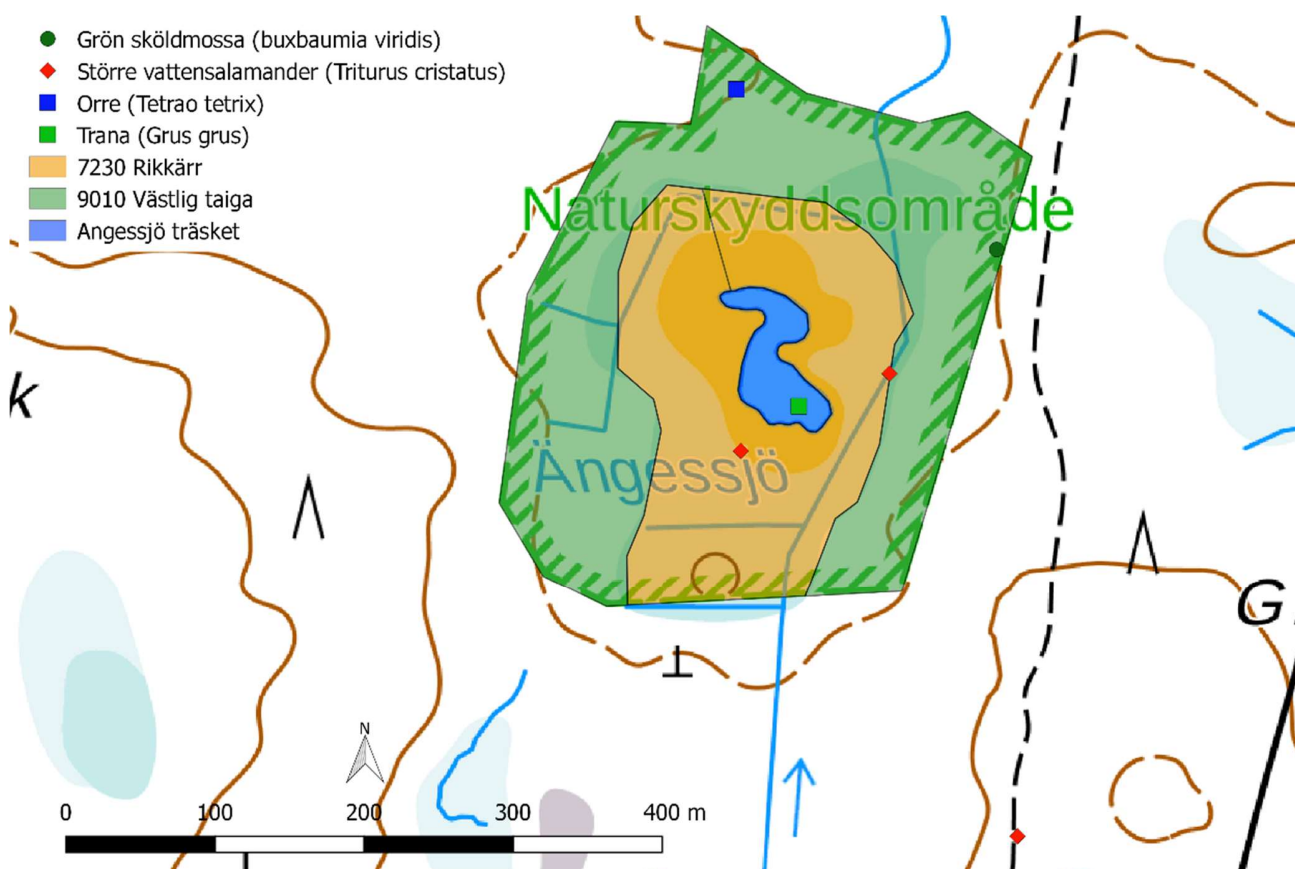 Grön sköldmossa (buxbaumia viridis)
Större vattensalamander (Triturus cristatus)
Orre (Tetrao tetrix)
Trana (Grus grus)
7230 Rikkärr
9010 Västlig taiga
Angessjö träsket
Naturskyddsområde
k
Ängessjö
G
N
0 100 200 300 400 m